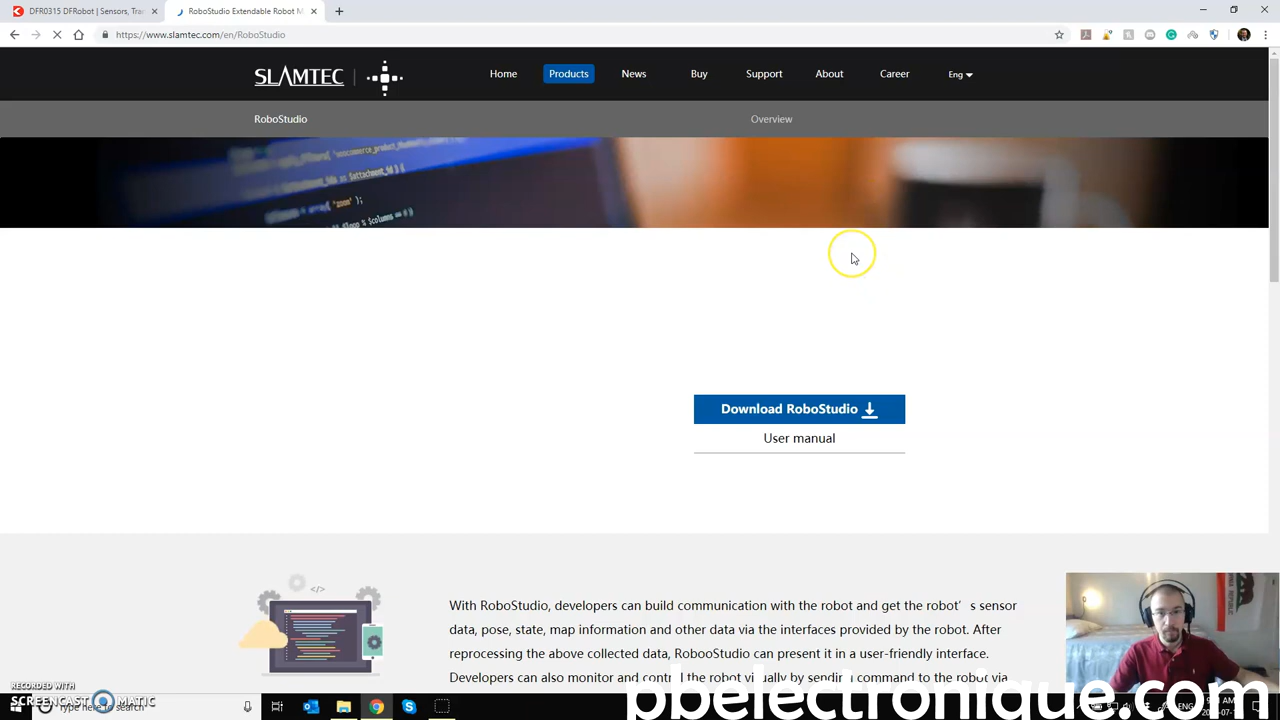 DFR0315 DFRobot | Sensors, Tra
RoboStudio Extendable Robot M
https://www.slamtec.com/en/RoboStudio
SLAMTEC
Home
Products
News
Buy
Support
About
Career
Eng
RoboStudio
Overview
Download RoboStudio
User manual
</>
With RoboStudio, developers can build communication with the robot and get the robot's sensor
data, pose, state, information and other data the interfaces provided by the robot. After
reprocessing the above collected data, RobooStudio can present it in a user-friendly interface.
Developers can also monitor and control the robot visually by sending command to the robot via
RECORDED WITH
SCREENCAST MATIC
Type here to search
ENG
pbelectronique.com